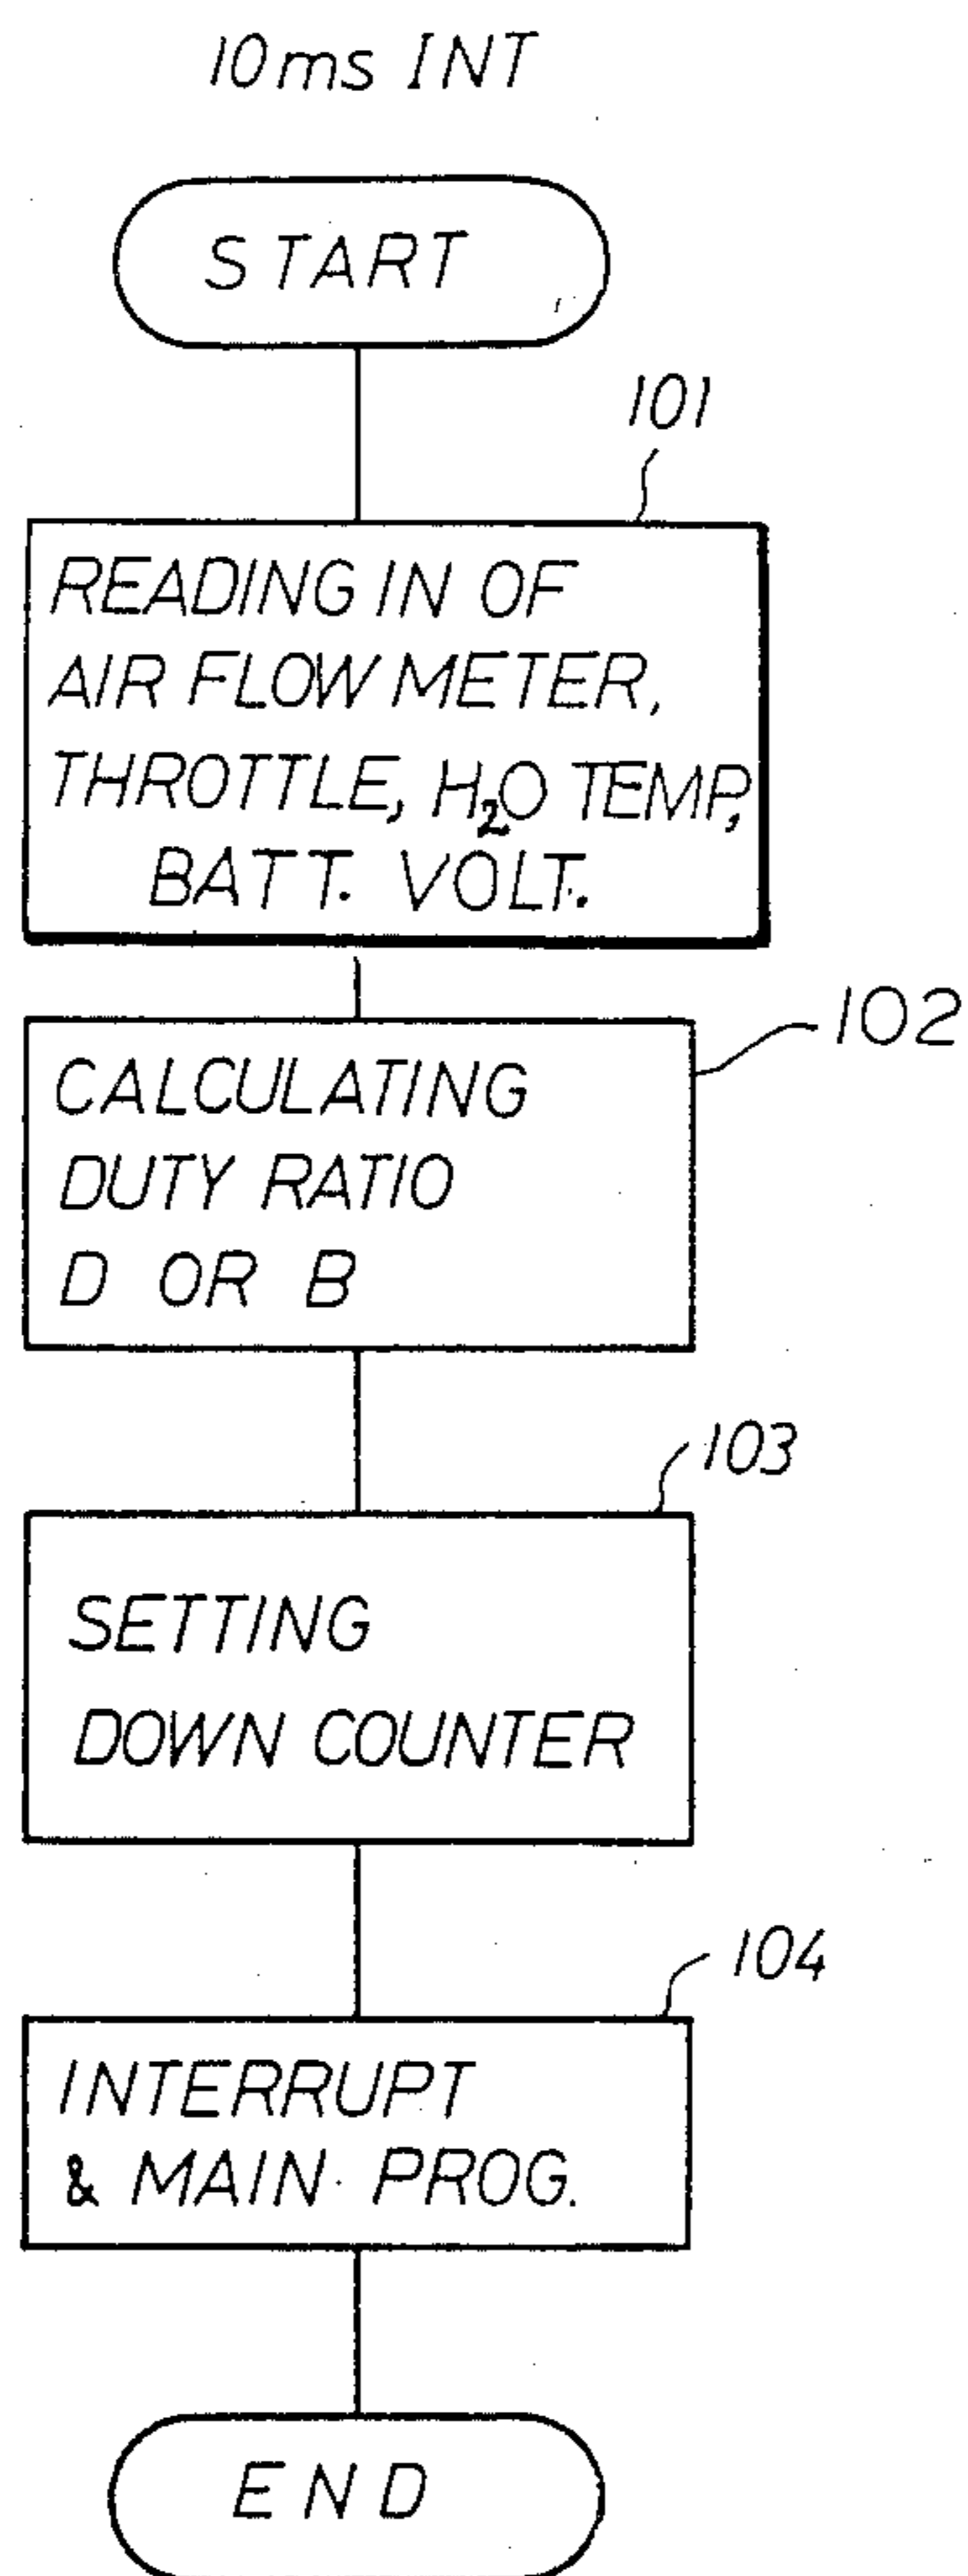 10ms INT
START
101
READING IN OF
AIR FLOW METER,
THROTTLE, H₂O TEMP,
BATT. VOLT.
102
CALCULATING
DUTY RATIO
D OR B
103
SETTING
DOWN COUNTER
104
INTERRUPT
& MAIN PROG.
END